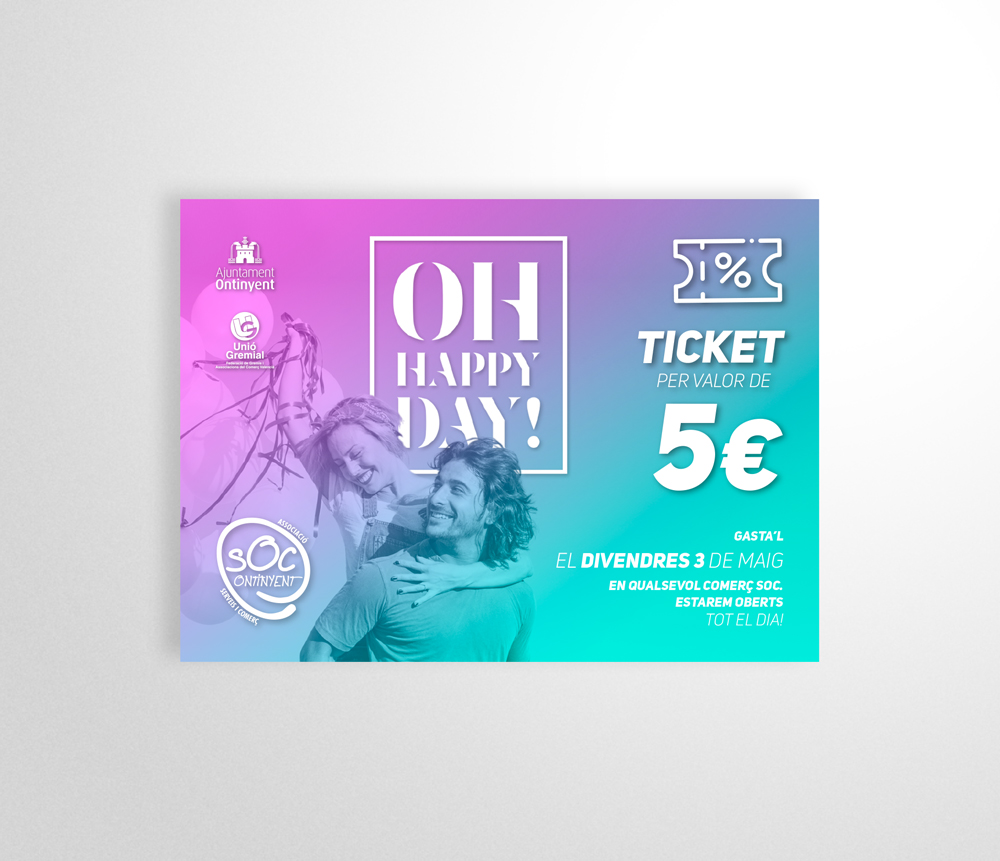 Ajuntament
Ontinyent
UG
Unió
Gremial
OH
HAPPY
DAY!
%
TICKET
PER VALOR DE
5€
GASTA'L
EL DIVENDRES 3 DE MAIG
EN QUALSEVOL COMERÇ SOC.
ESTAREM OBERTS
TOT EL DIA!
ASSOCIACIÓ
SOC
ONTINYENT
SERVEIS I COMERÇ